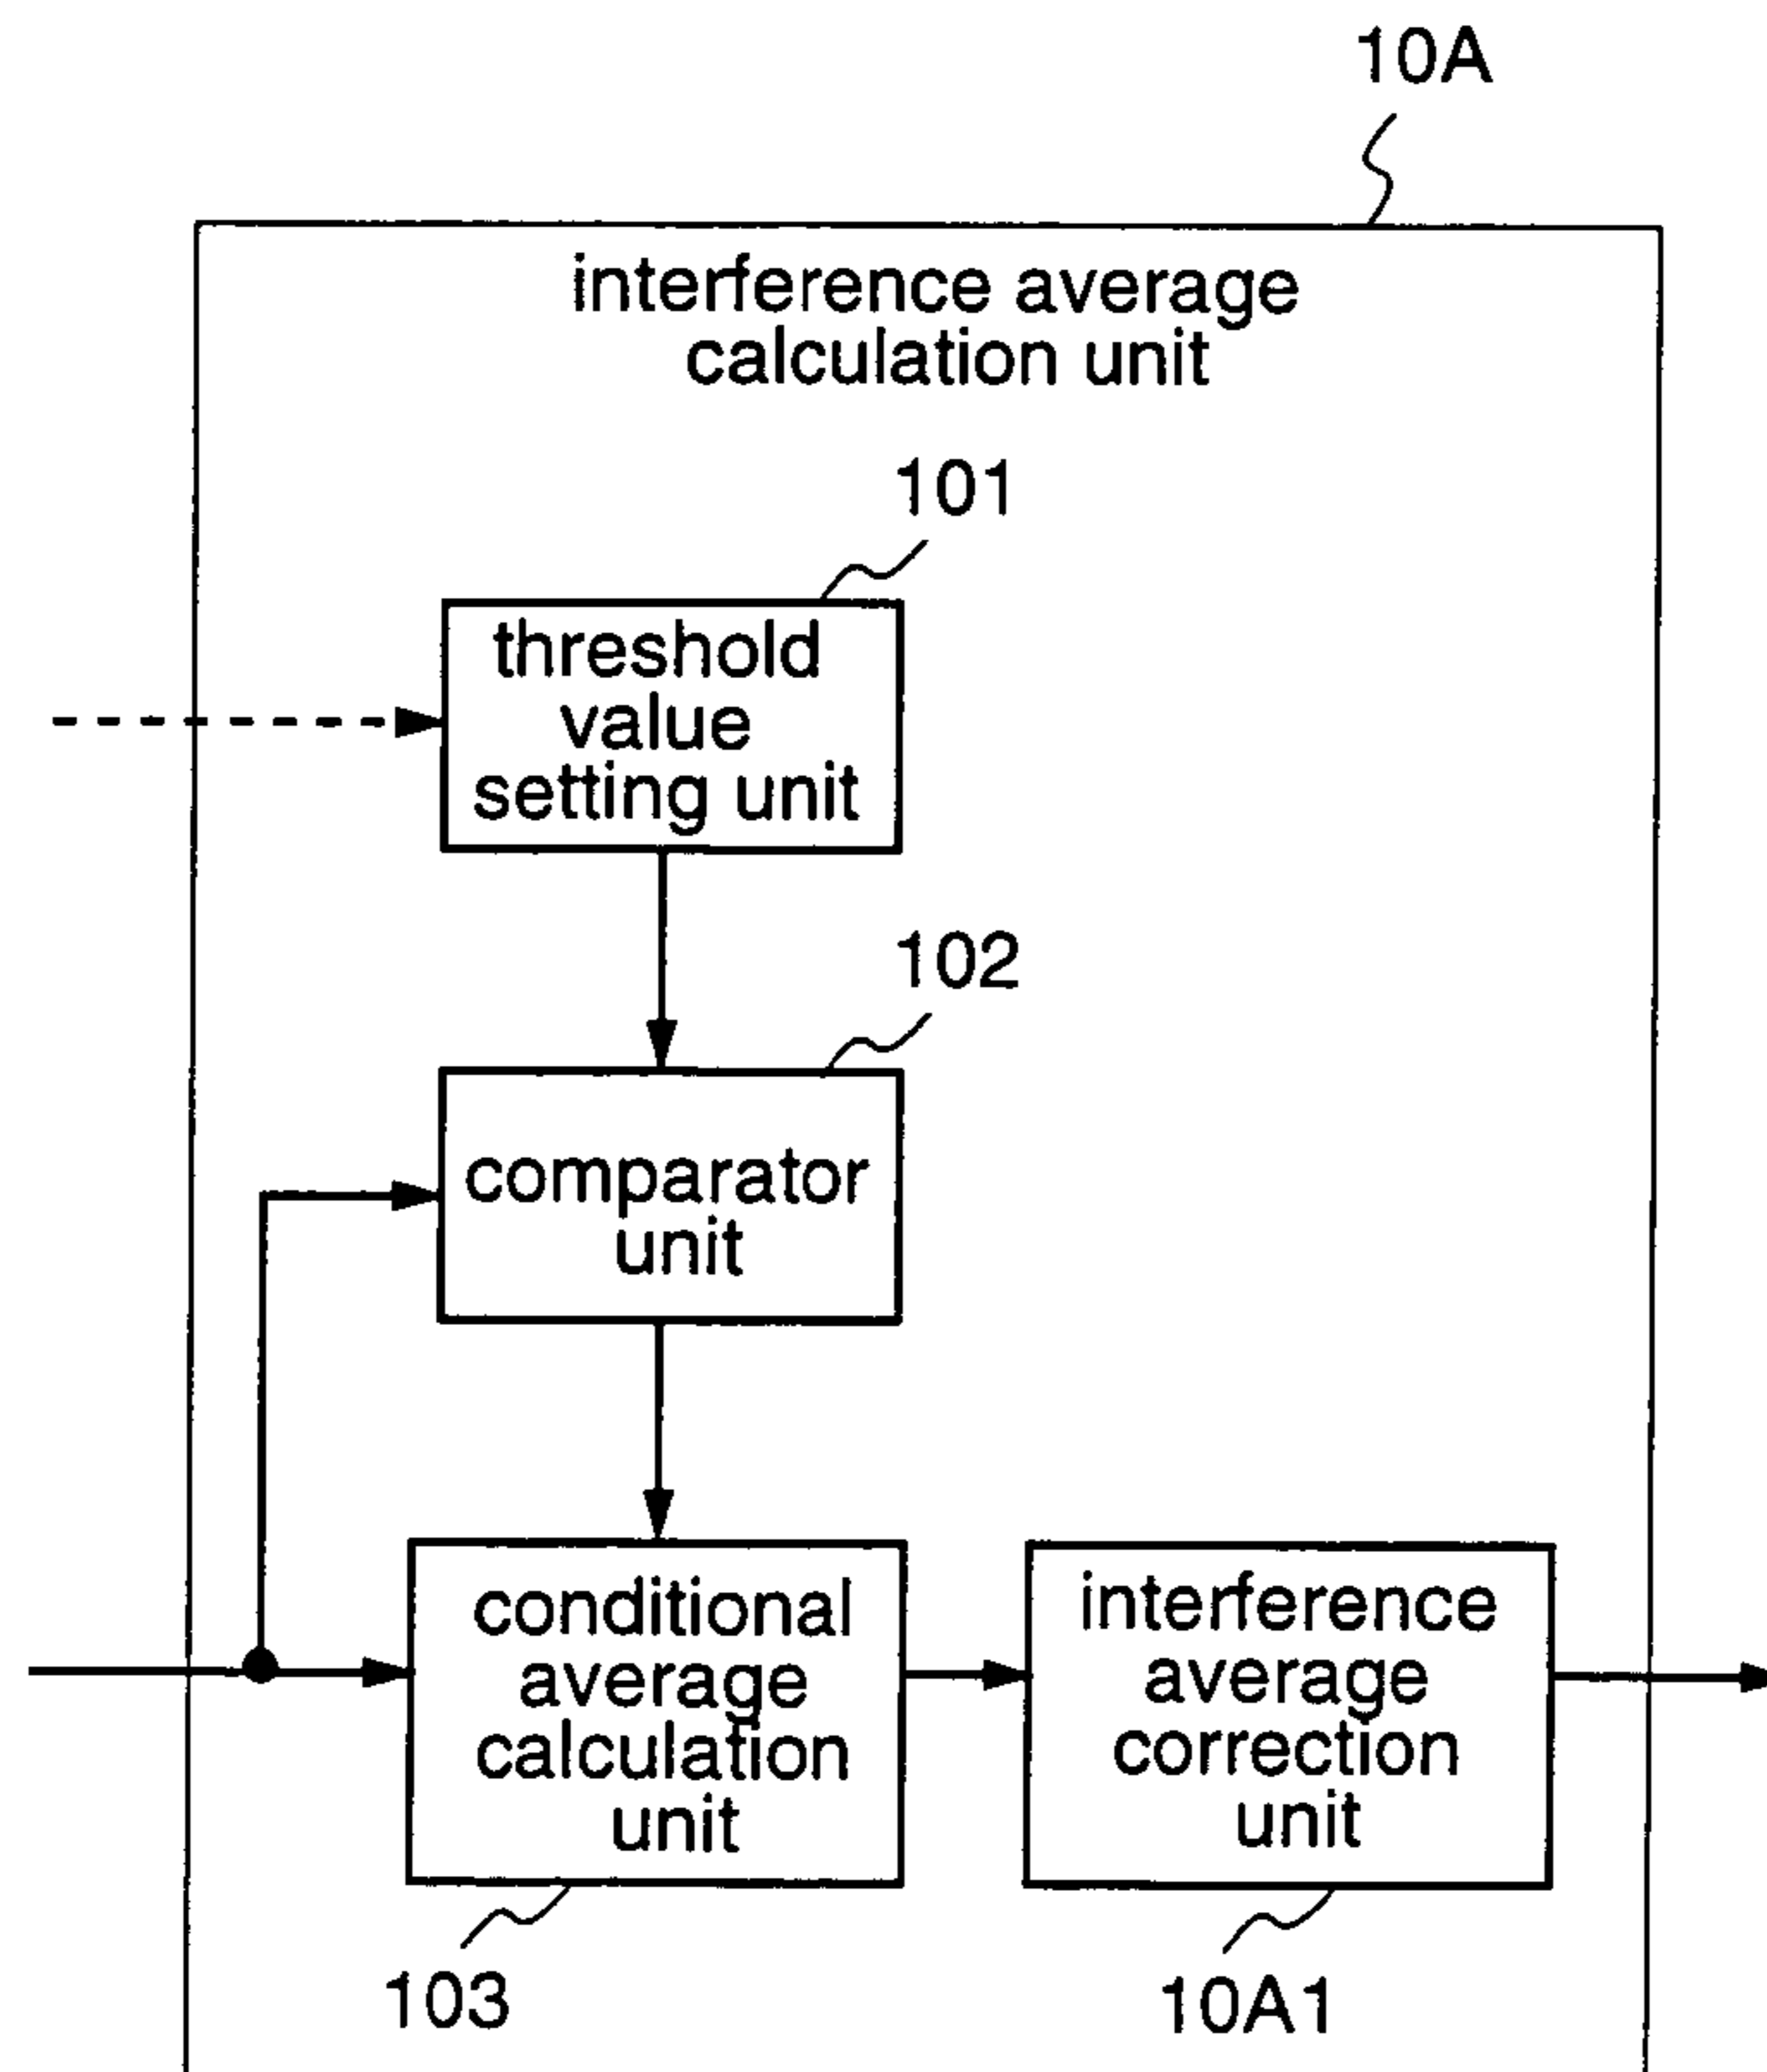 10A
interference average
calculation unit
101
threshold
value
setting unit
102
comparator
unit
conditional
average
calculation
unit
interference
average
correction
unit
103
10A1